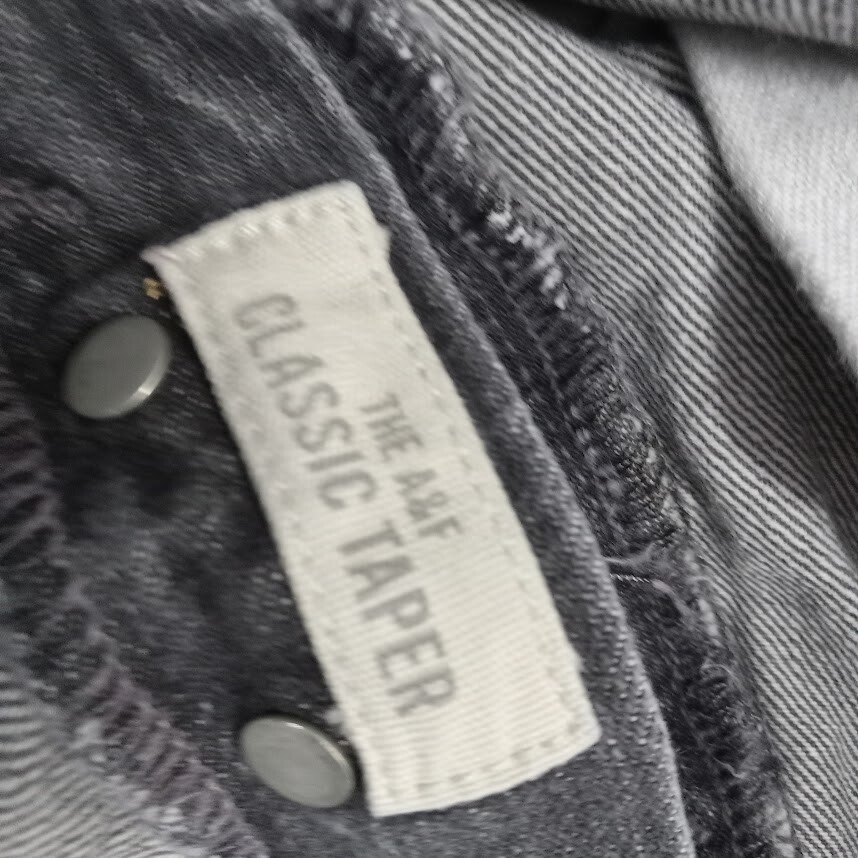 THE A&F
CLASSIC TAPER